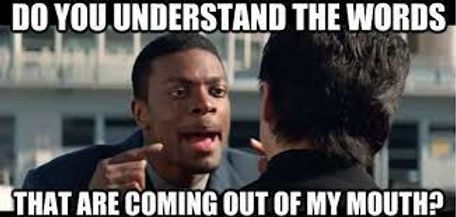 DO YOU UNDERSTAND THE WORDS
THAT ARE COMING OUT OF MY MOUTH?